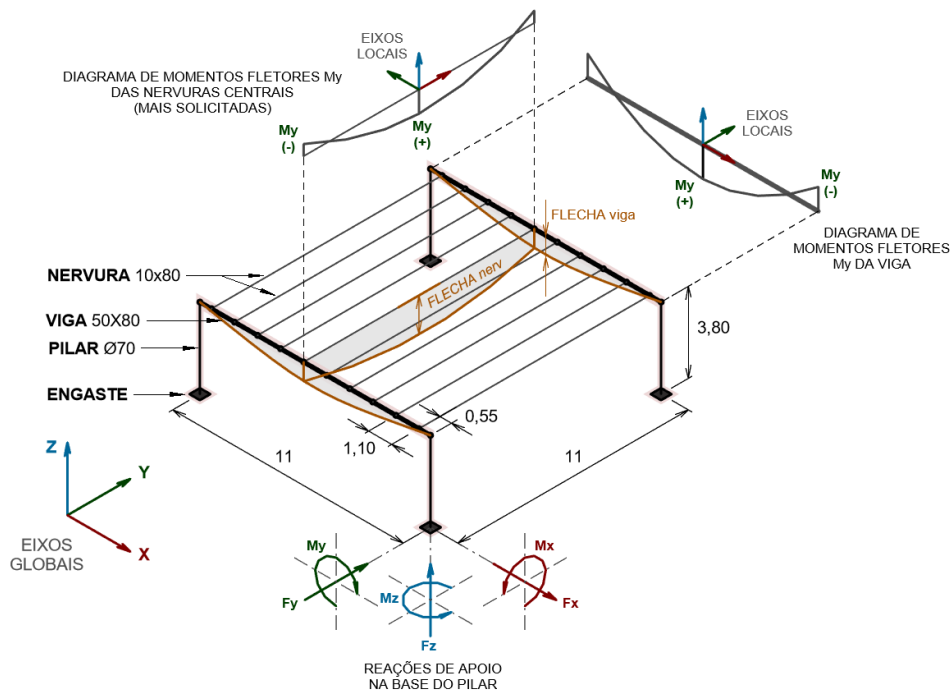 EIXOS
LOCAIS
DIAGRAMA DE MOMENTOS FLETORES My
DAS NERVURAS CENTRAIS
(MAIS SOLICITADAS)
My
(-)
My
(+)
EIXOS
LOCAIS
My
(+)
My
(-)
DIAGRAMA DE
MOMENTOS FLETORES
My DA VIGA
FLECHA viga
FLECHA nerv
NERVURA 10x80
VIGA 50X80
PILAR Ø70
ENGASTE
3,80
0,55
1,10
11
11
Z
Y
X
EIXOS
GLOBAIS
My
Fy
Mz
Fz
Mx
Fx
REAÇÕES DE APOIO
NA BASE DO PILAR